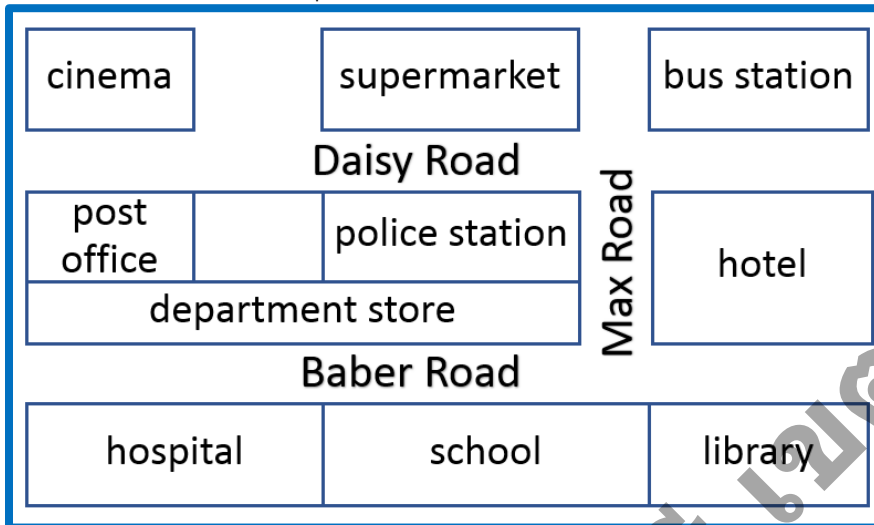 cinema
supermarket
bus station
Daisy Road
post
office
police station
Max Road
hotel
department store
Baber Road
hospital
school
library